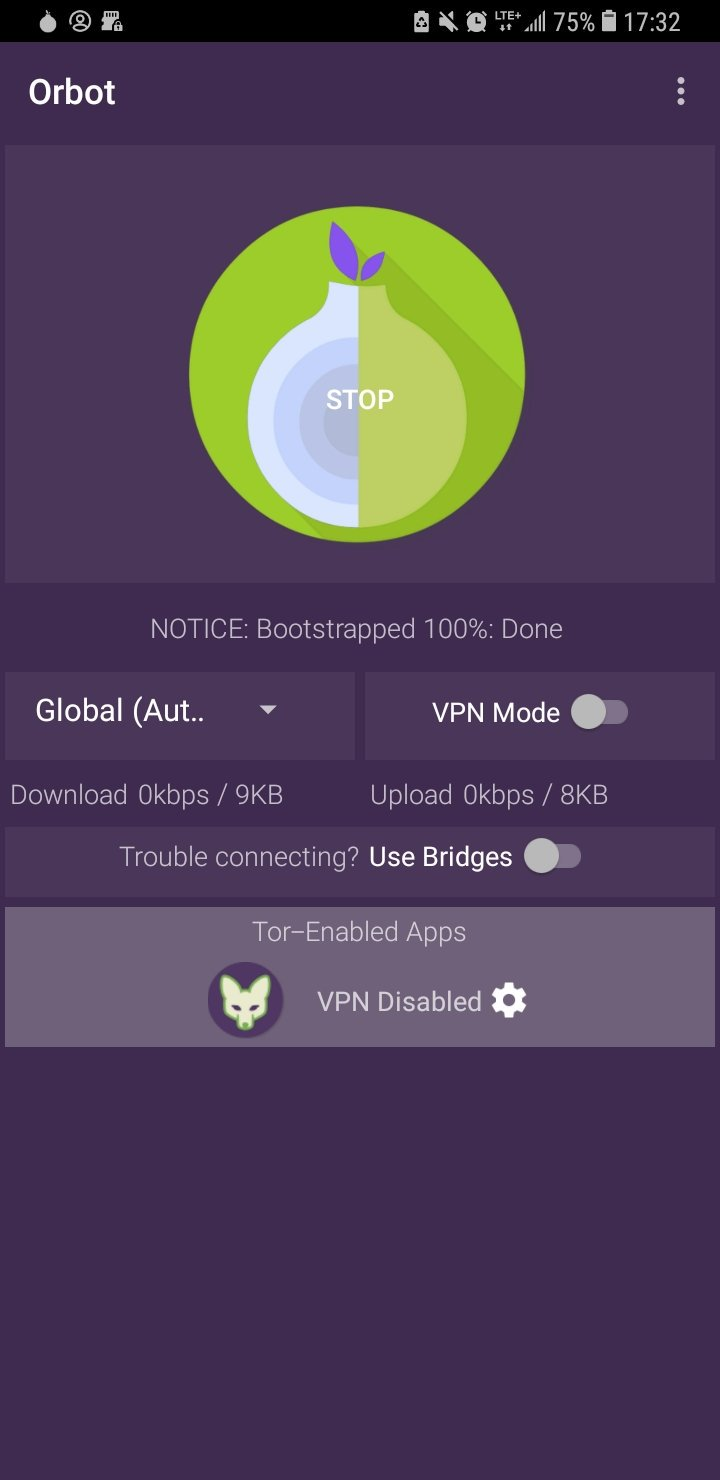 LTE+ 75% 17:32
Orbot
STOP
NOTICE: Bootstrapped 100%: Done
Global (Aut.. VPN Mode
Download 0kbps / 9KB Upload 0kbps / 8KB
Trouble connecting? Use Bridges
Tor–Enabled Apps
VPN Disabled